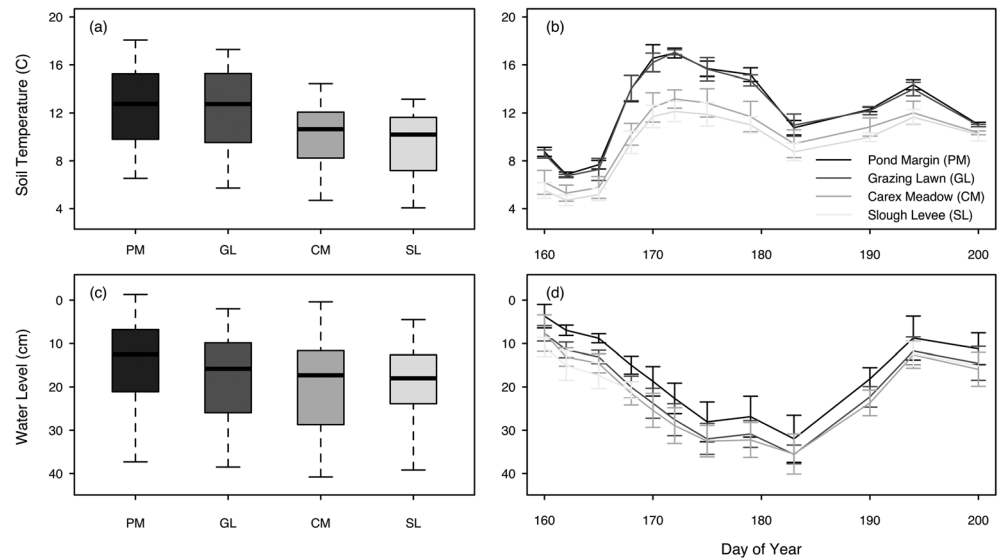 (a)
Soil Temperature (C)
20
16
12
8
4
PM GL CM SL
(b)
20
16
12
8
4
Pond Margin (PM)
Grazing Lawn (GL)
Carex Meadow (CM)
Slough Levee (SL)
160 170 180 190 200
(c)
Water Level (cm)
0
10
20
30
40
PM GL CM SL
(d)
0
10
20
30
40
160 170 180 190 200
Day of Year